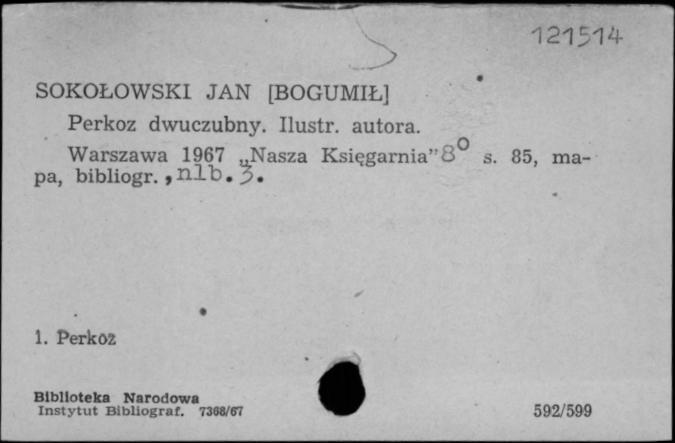 121514
SOKOŁOWSKI JAN [BOGUMIŁ]
Perkoz dwuczubny. Ilustr. autora.
Warszawa 1967 „Nasza Księgarnia” 8° s. 85, ma-
pa, bibliogr. , nlb. 3.
1. Perkoz
Biblioteka Narodowa
Instytut Bibliograf. 7368/67
592/599